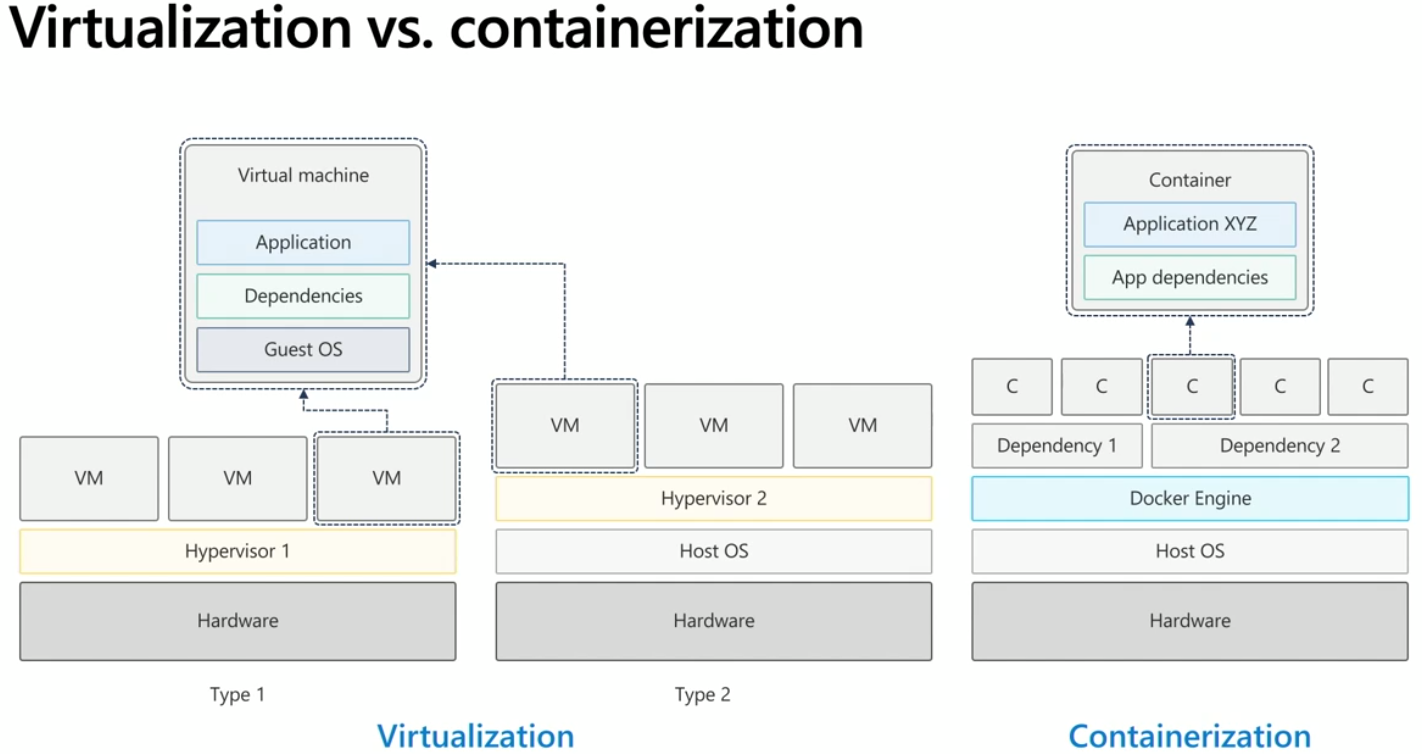 Virtualization vs. containerization
Virtual machine
Application
Dependencies
Guest OS
VM
VM
VM
Hypervisor 1
Hardware
Type 1
VM
VM
VM
Hypervisor 2
Host OS
Hardware
Type 2
Virtualization
Container
Application XYZ
App dependencies
C
C
C
C
C
Dependency 1
Dependency 2
Docker Engine
Host OS
Hardware
Containerization